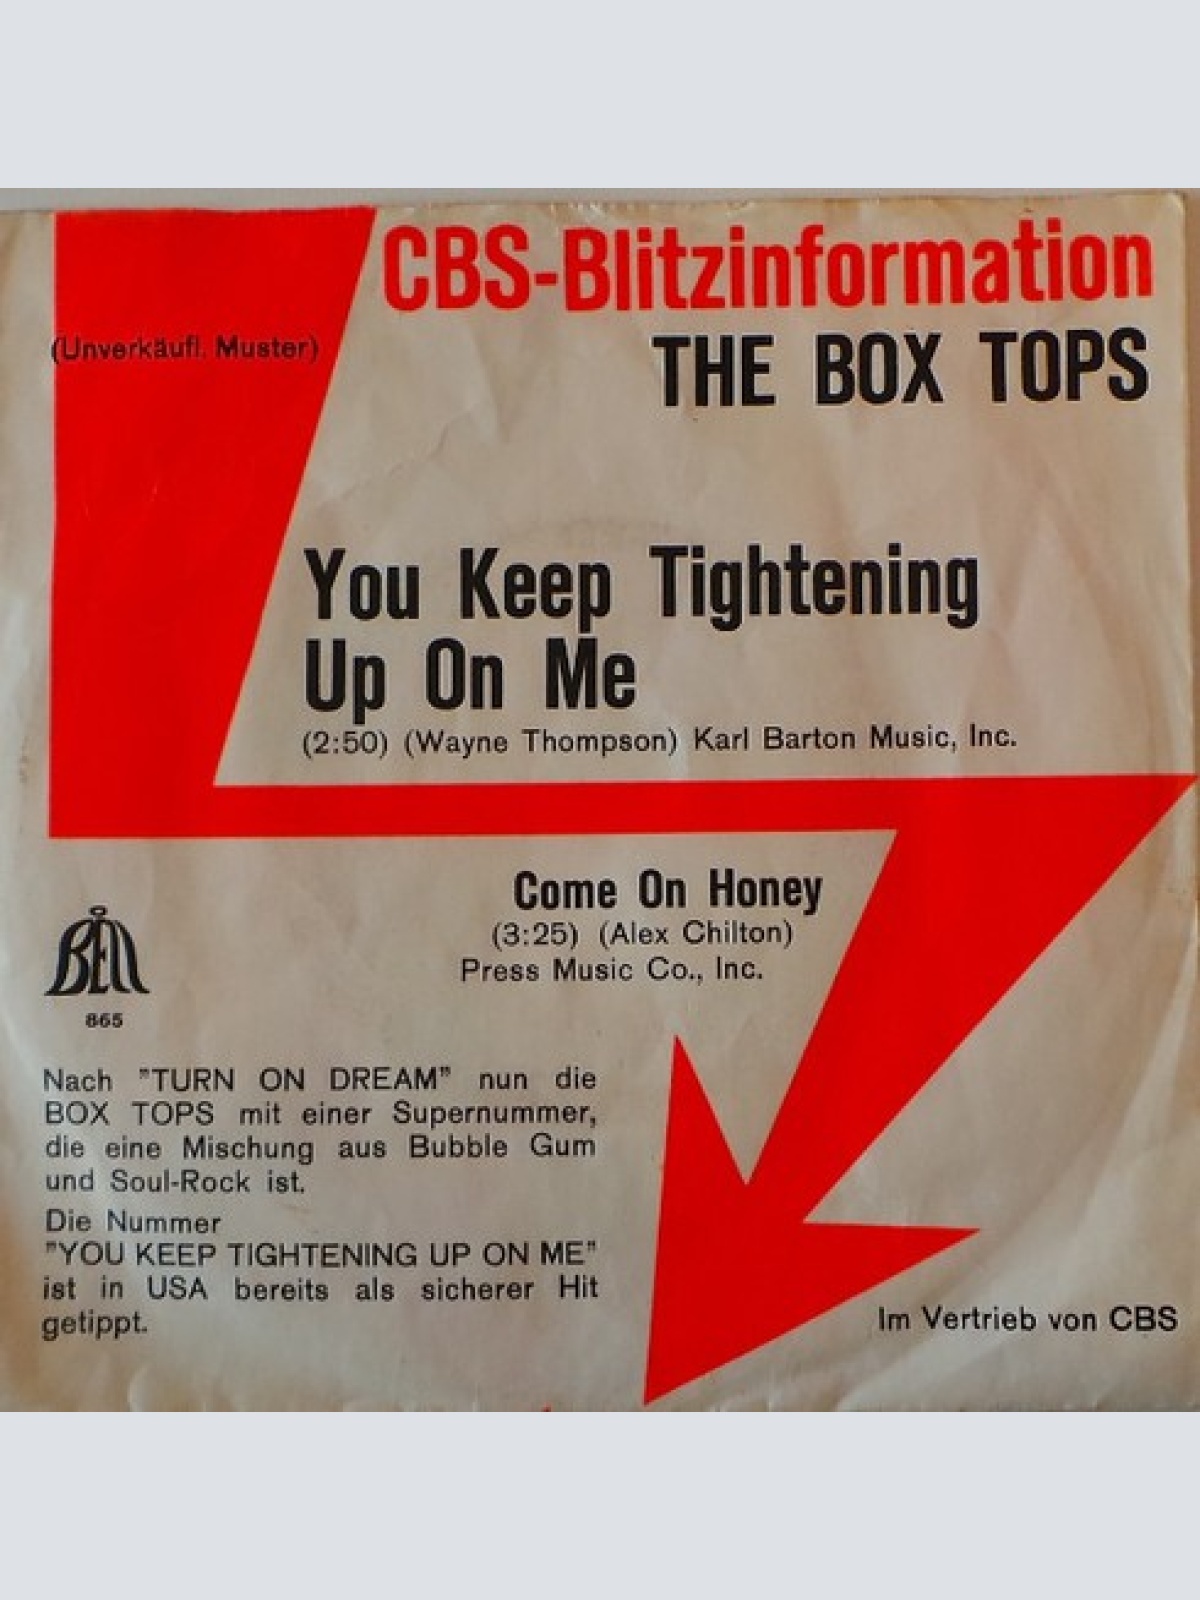 CBS-Blitzinformation
(Unverkäufl. Muster)
THE BOX TOPS
You Keep Tightening
Up On Me
(2:50) (Wayne Thompson) Karl Barton Music, Inc.
Come On Honey
(3:25) (Alex Chilton)
Press Music Co., Inc.
BELL
865
Nach "TURN ON DREAM" nun die
BOX TOPS mit einer Supernummer,
die eine Mischung aus Bubble Gum
und Soul-Rock ist.
Die Nummer
"YOU KEEP TIGHTENING UP ON ME"
ist in USA bereits als sicherer Hit
getippt.
Im Vertrieb von CBS